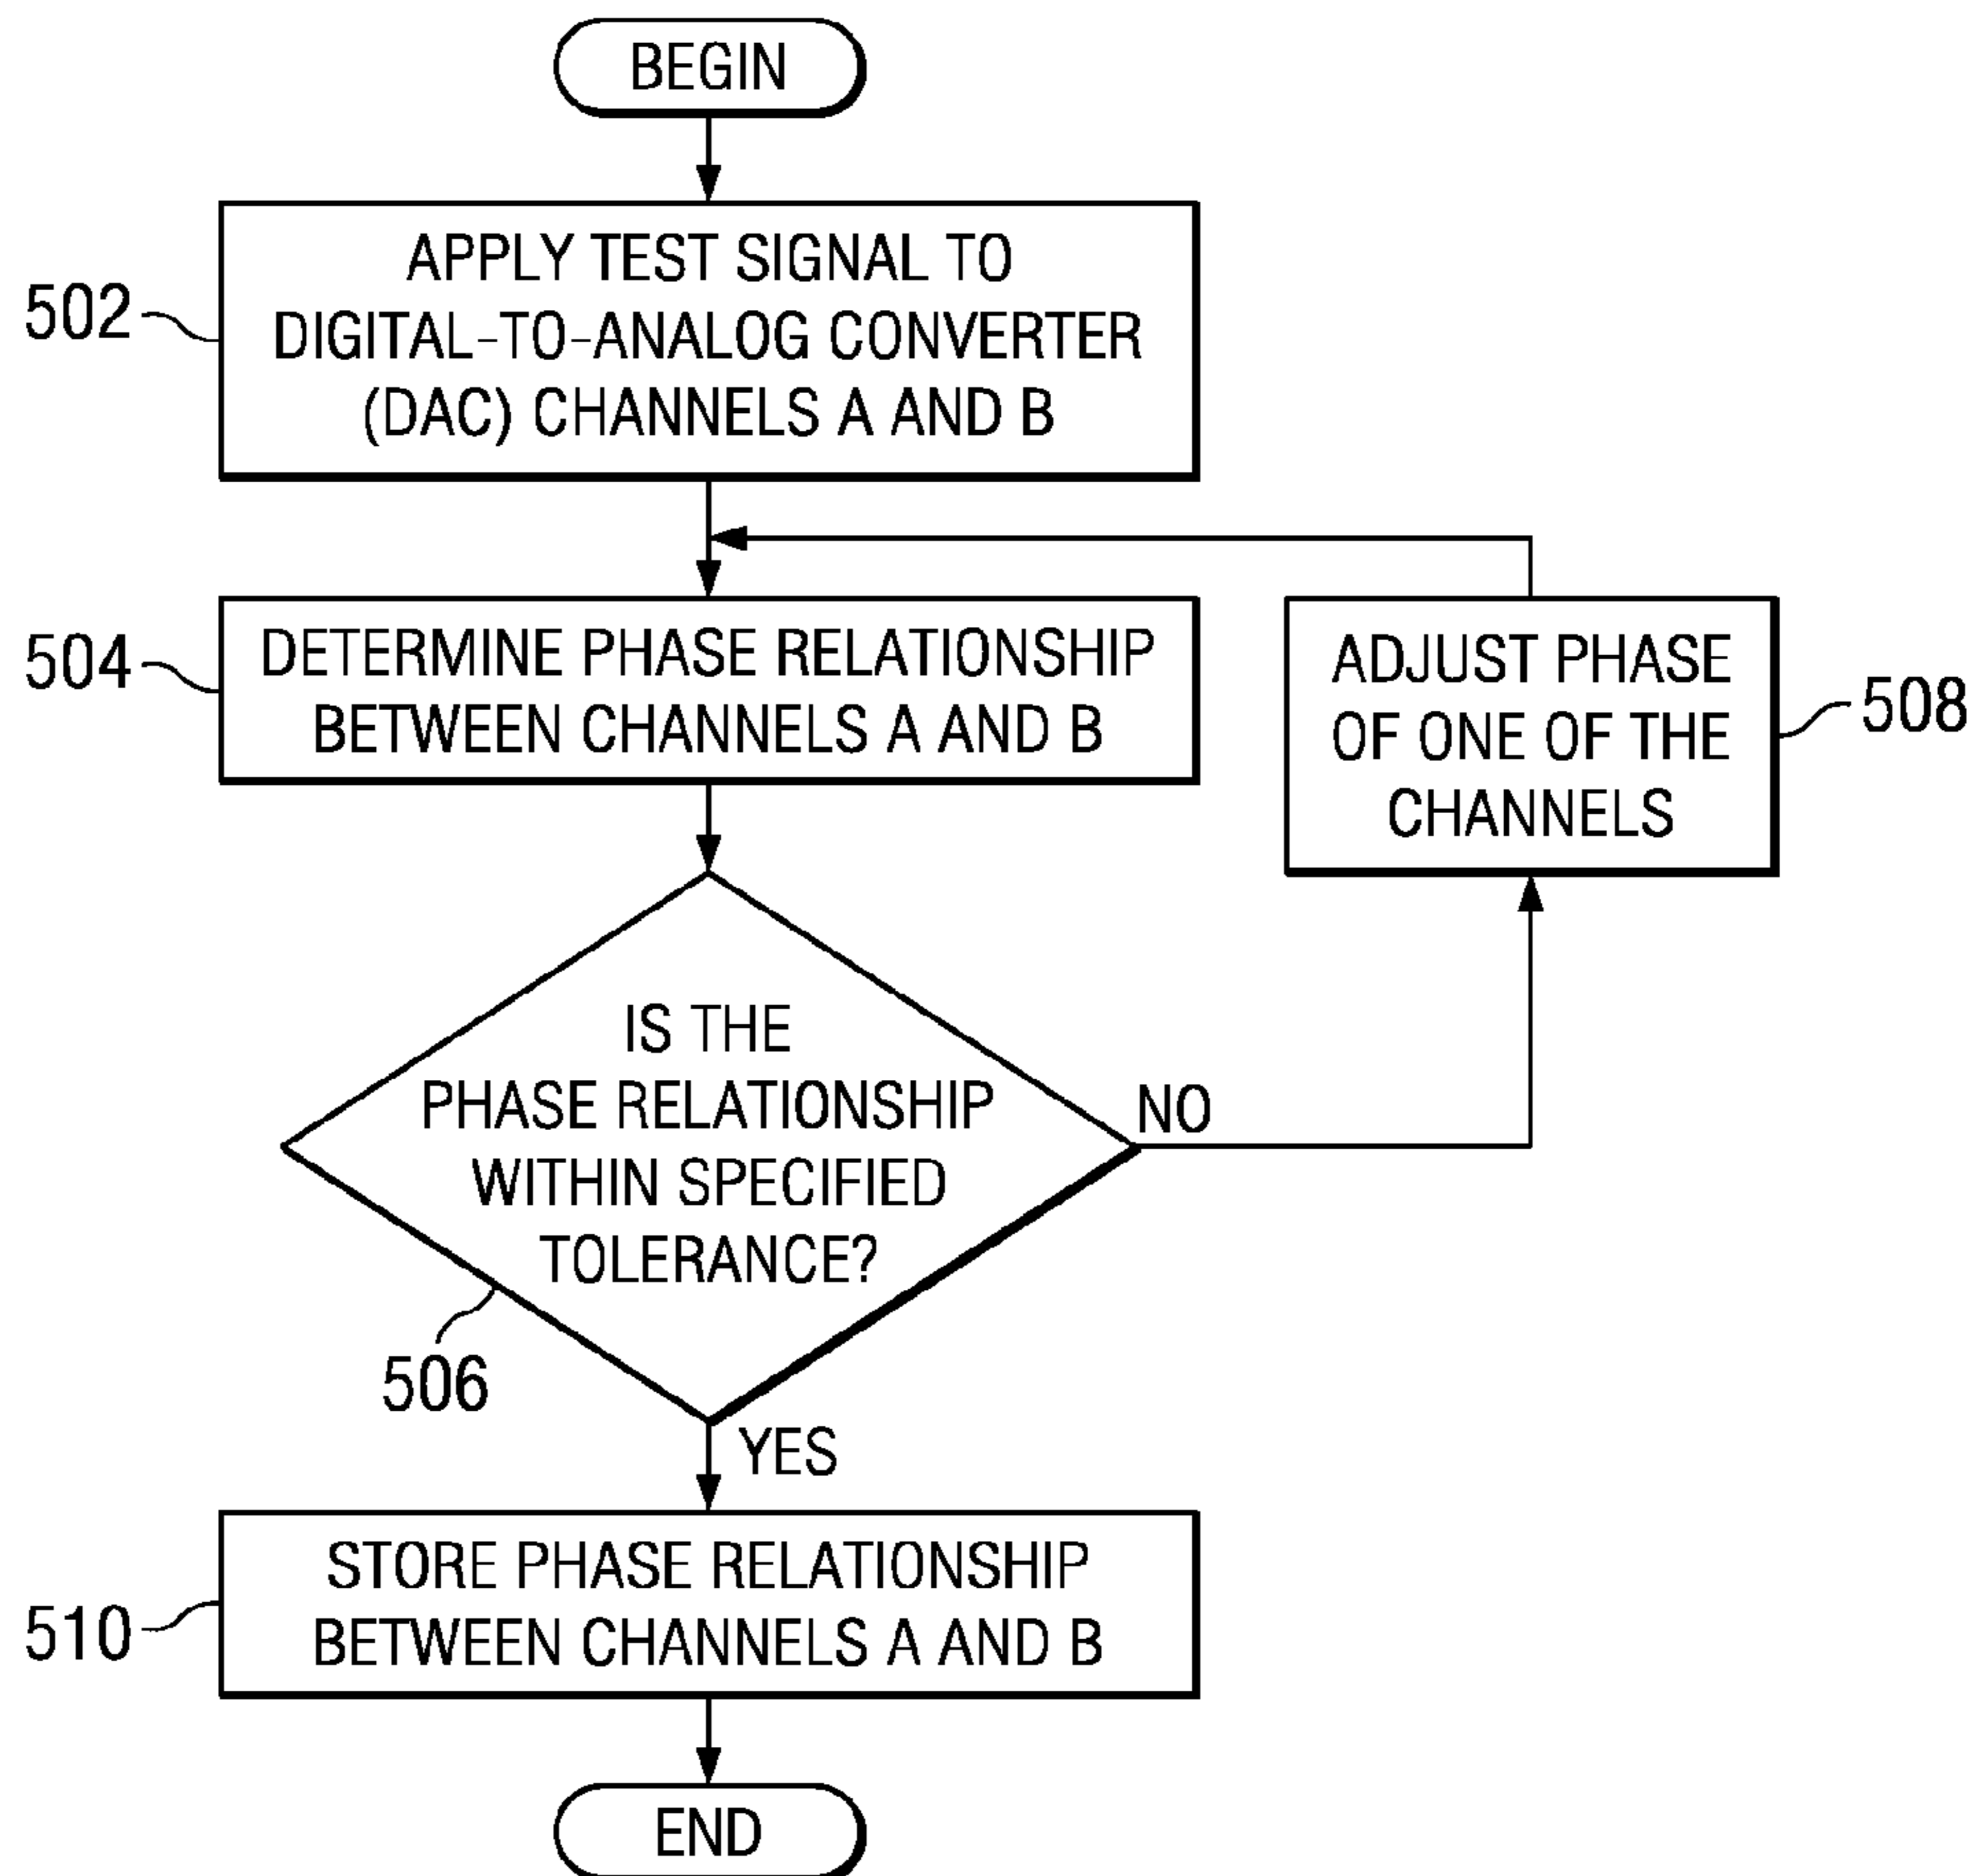 BEGIN
502
APPLY TEST SIGNAL TO
DIGITAL-TO-ANALOG CONVERTER
(DAC) CHANNELS A AND B
504
DETERMINE PHASE RELATIONSHIP
BETWEEN CHANNELS A AND B
ADJUST PHASE
OF ONE OF THE
CHANNELS
508
IS THE
PHASE RELATIONSHIP
WITHIN SPECIFIED
TOLERANCE?
NO
506
YES
510
STORE PHASE RELATIONSHIP
BETWEEN CHANNELS A AND B
END